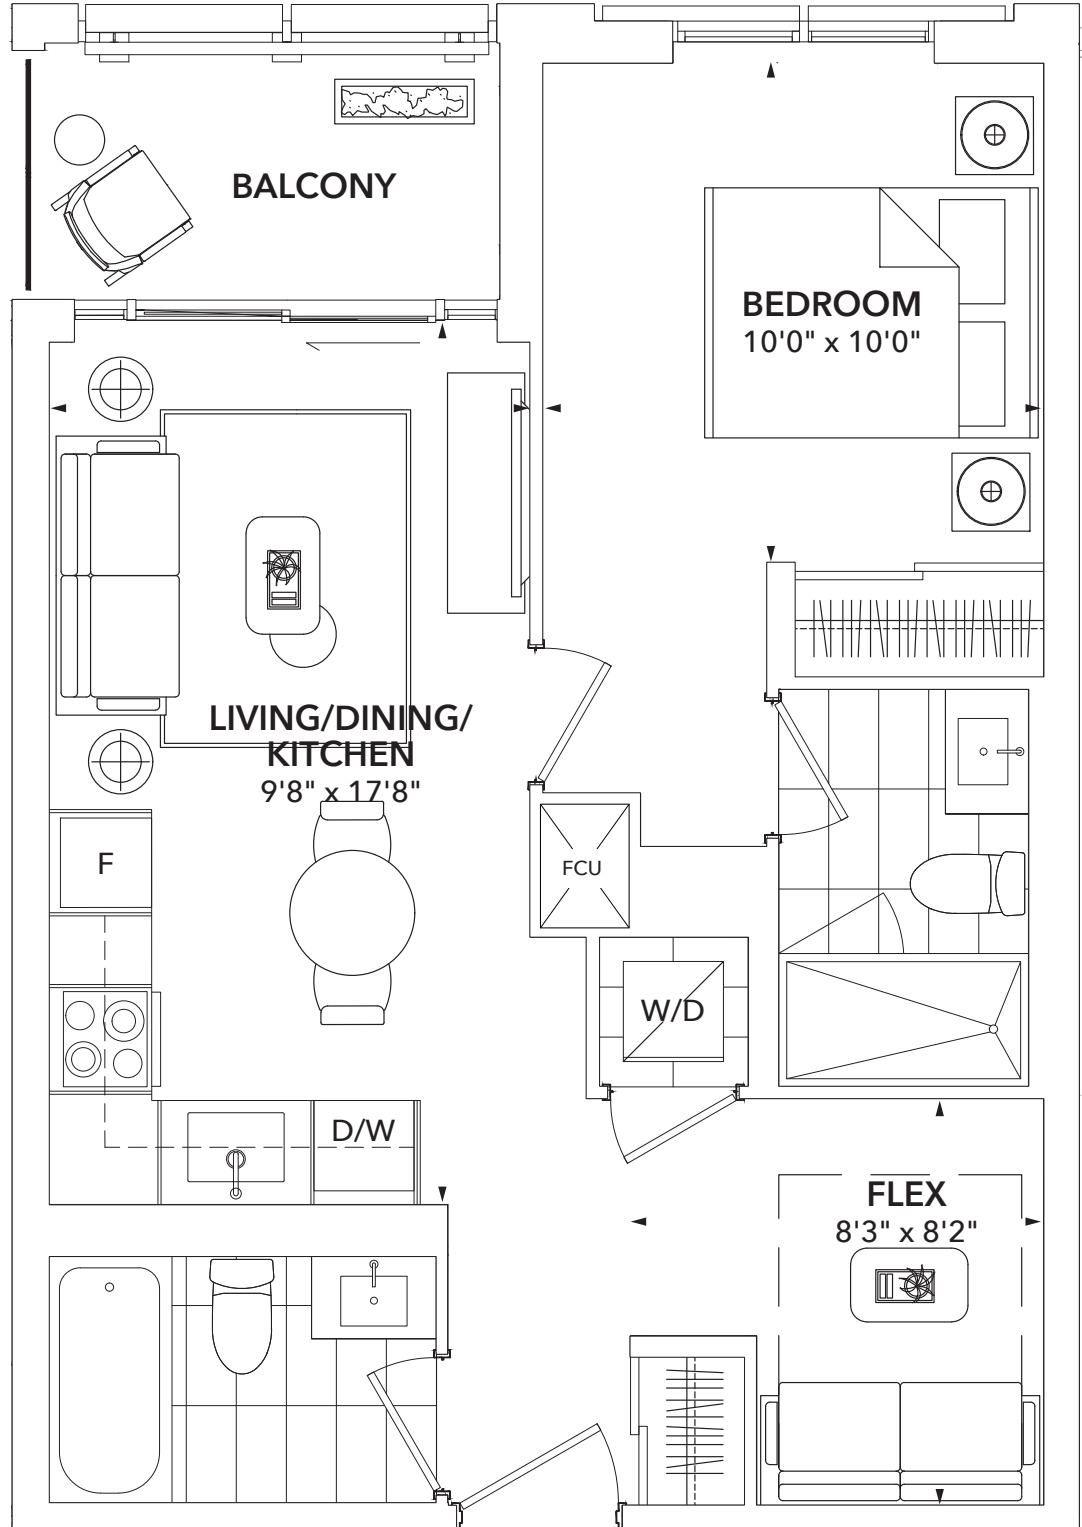 BALCONY
BEDROOM
10'0" x 10'0"
LIVING/DINING/
KITCHEN
9'8" x 17'8"
F
FCU
W/D
D/W
FLEX
8'3" x 8'2"